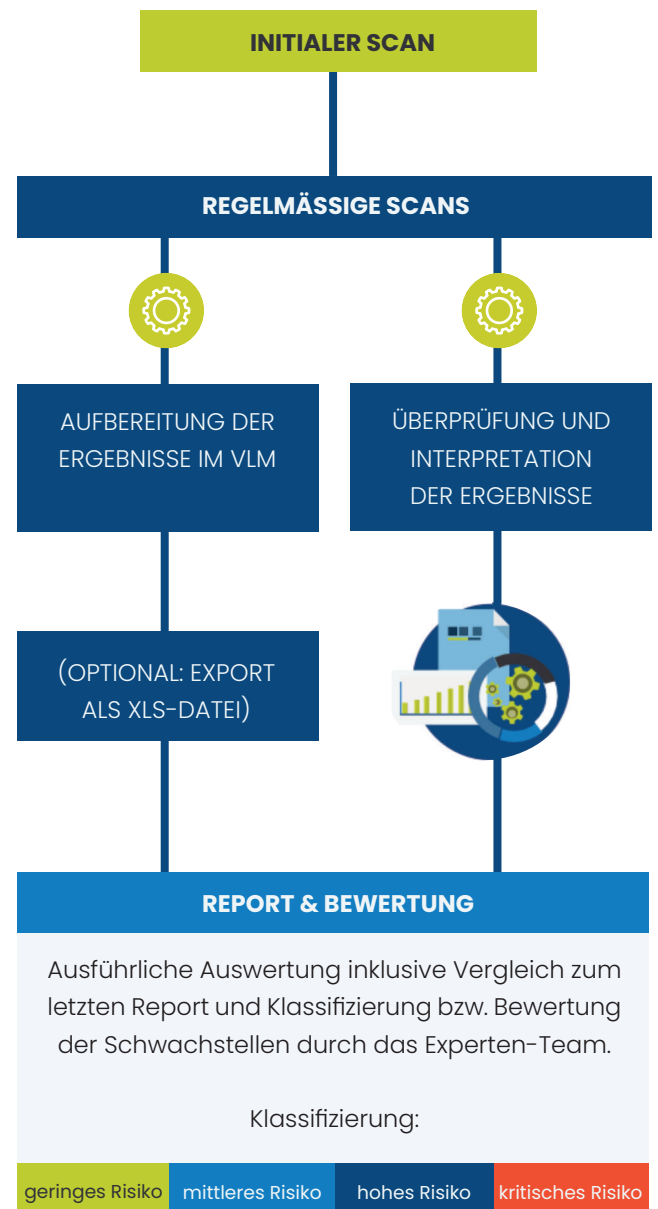 INITIALER SCAN
REGELMÄSSIGE SCANS
AUFBEREITUNG DER
ERGEBNISSE IM VLM
ÜBERPRÜFUNG UND
INTERPRETATION
DER ERGEBNISSE
(OPTIONAL: EXPORT
ALS XLS-DATEI)
REPORT & BEWERTUNG
Ausführliche Auswertung inklusive Vergleich zum
letzten Report und Klassifizierung bzw. Bewertung
der Schwachstellen durch das Experten-Team.
Klassifizierung:
geringes Risiko
mittleres Risiko
hohes Risiko
kritisches Risiko